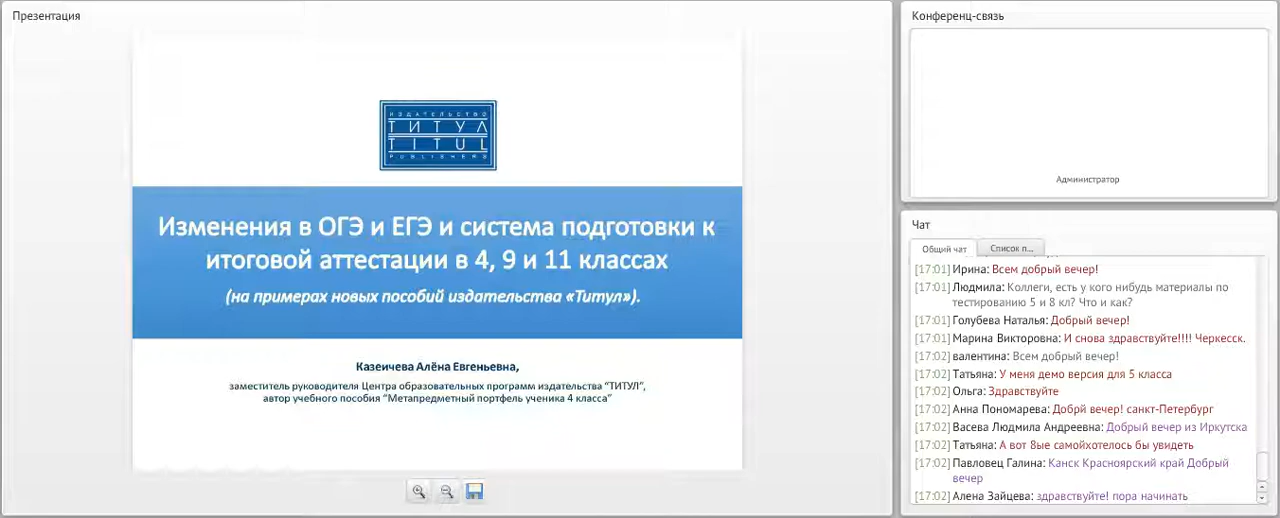 Презентация
ИЗДАТЕЛЬСТВО
ТИТУЛ
TITUL
PUBLISHERS
Изменения в ОГЭ и ЕГЭ и система подготовки к
итоговой аттестации в 4, 9 и 11 классах
(на примерах новых пособий издательства «Титул»).
Казеичева Алёна Евгеньевна,
заместитель руководителя Центра образовательных программ издательства "ТИТУЛ",
автор учебного пособия "Метапредметный портфель ученика 4 класса"
Конференц-связь
Администратор
Чат
Общий чат
Список п...
[17:01] Ирина: Всем добрый вечер!
[17:01] Людмила: Коллеги, есть у кого нибудь материалы по
тестированию 5 и 8 кл? Что и как?
[17:01] Голубева Наталья: Добрый вечер!
[17:01] Марина Викторовна: И снова здравствуйте!!!! Черкесск.
[17:02] валентина: Всем добрый вечер!
[17:02] Татьяна: У меня демо версия для 5 класса
[17:02] Ольга: Здравствуйте
[17:02] Анна Пономарева: Добрй вечер! санкт-Петербург
[17:02] Васева Людмила Андреевна: Добрый вечер из Иркутска
[17:02] Татьяна: А вот 8ые самойхотелось бы увидеть
[17:02] Павловец Галина: Канск Красноярский край Добрый
вечер
[17:02] Алена Зайцева: здравствуйте! пора начинать